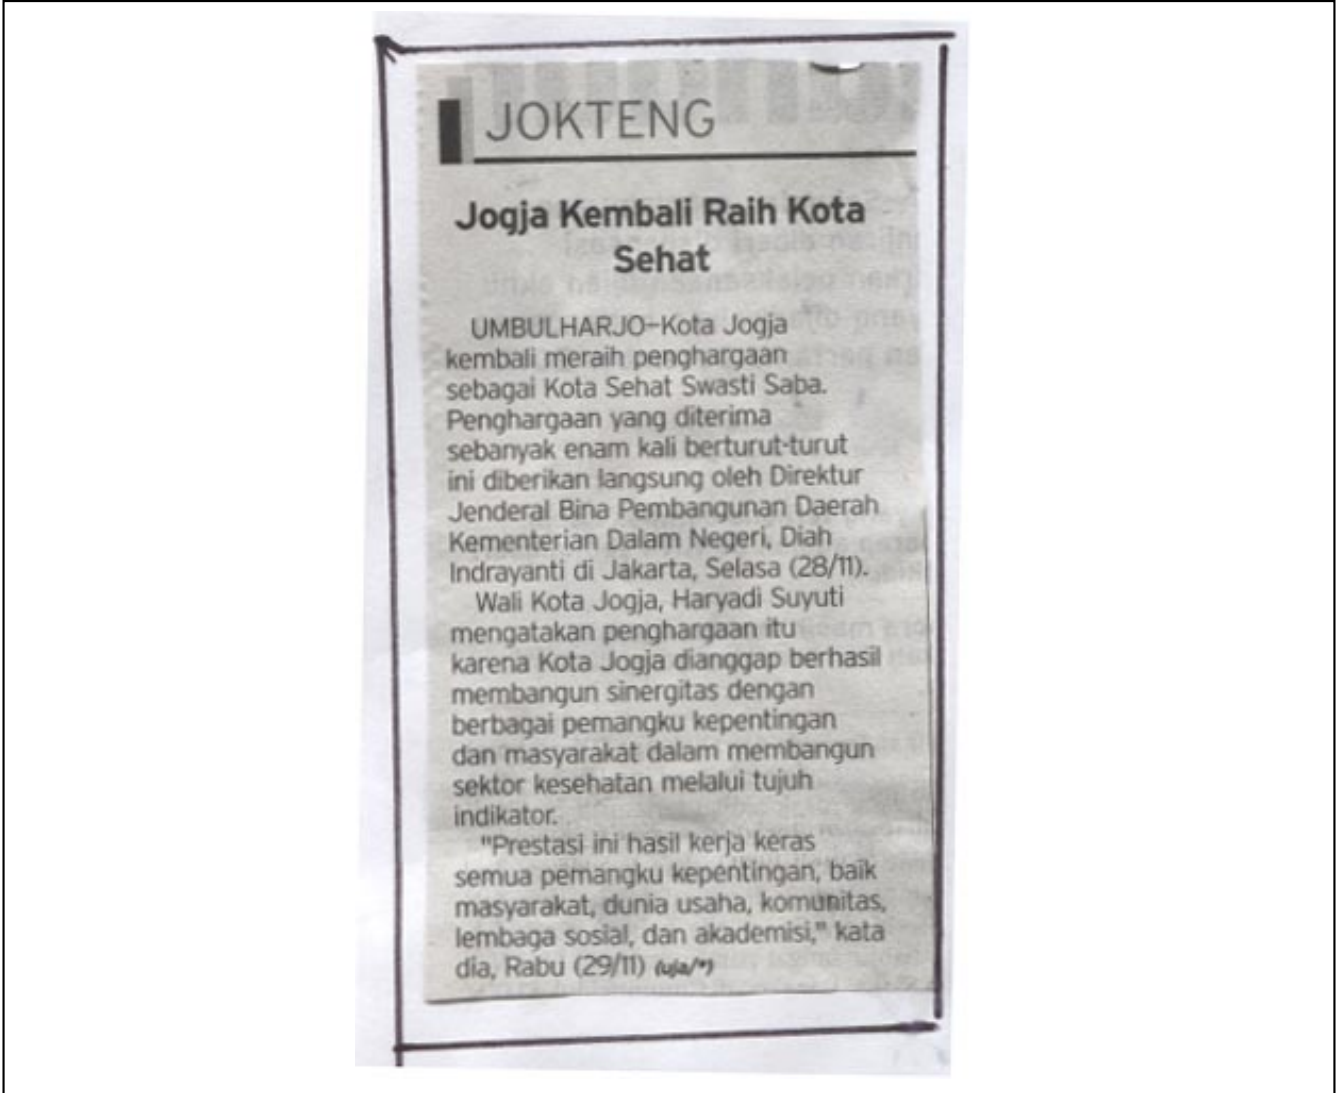 JOKTENG
Jogja Kembali Raih Kota
Sehat
UMBULHARJO–Kota Jogja
kembali meraih penghargaan
sebagai Kota Sehat Swasti Saba.
Penghargaan yang diterima
sebanyak enam kali berturut-turut
ini diberikan langsung oleh Direktur
Jenderal Bina Pembangunan Daerah
Kementerian Dalam Negeri, Diah
Indrayanti di Jakarta, Selasa (28/11).
Wali Kota Jogja, Haryadi Suyuti
mengatakan penghargaan itu
karena Kota Jogja dianggap berhasil
membangun sinergitas dengan
berbagai pemangku kepentingan
dan masyarakat dalam membangun
sektor kesehatan melalui tujuh
indikator.
"Prestasi ini hasil kerja keras
semua pemangku kepentingan, baik
masyarakat, dunia usaha, komunitas,
lembaga sosial, dan akademisi," kata
dia, Rabu (29/11)